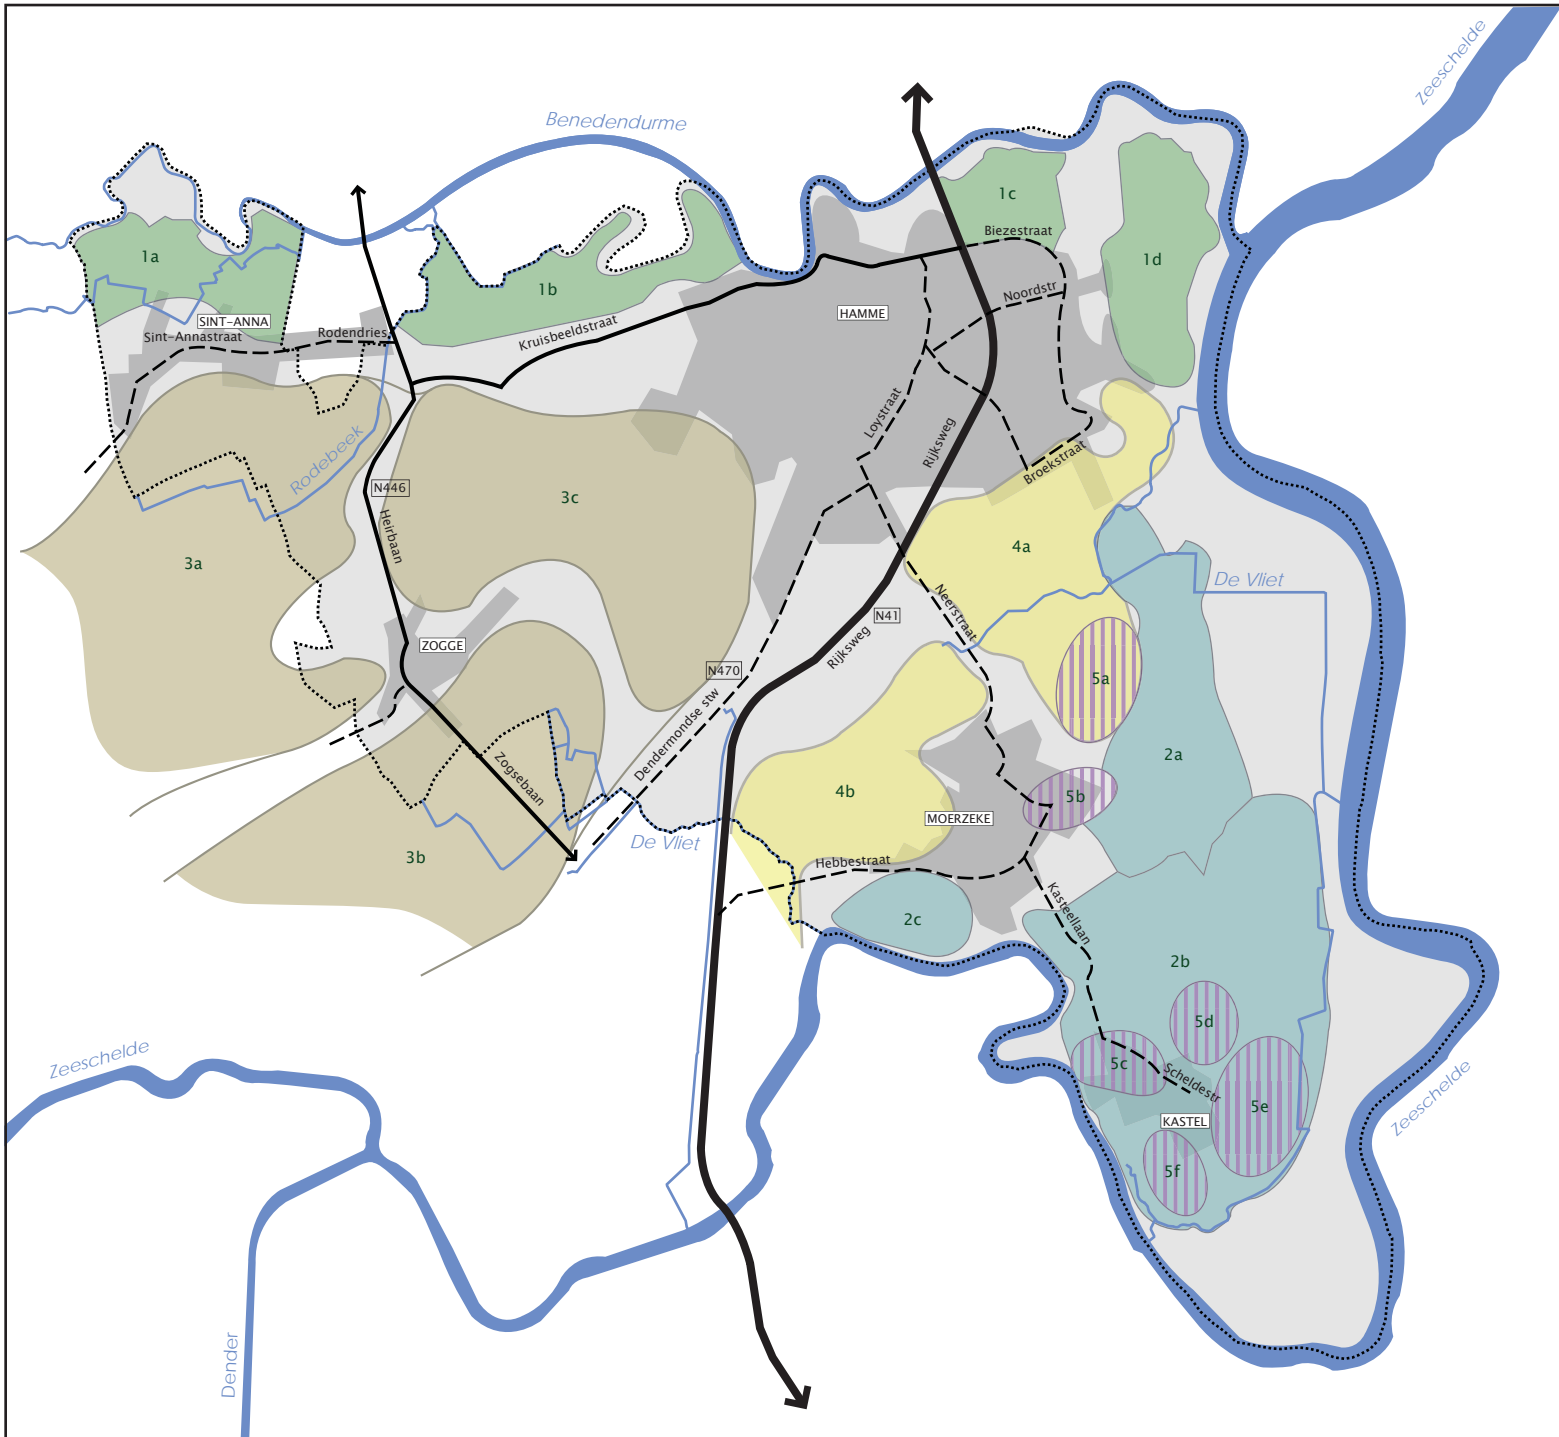 Zeeschelde
Benedendurme
1c
Biezestraat
1a
1b
1d
Noordstr
SINT-ANNA
HAMME
Sint-Annastraat
Rodendries
Kruisbeeldstraat
Loystraat
Rijksweg
Broekstraat
Rodebeek
N446
3c
Heirbaan
4a
3a
De Vliet
Neerstraat
N41
ZOGGE
Rijksweg
N470
5a
Dendermondse stw
2a
Zogsebaan
4b
5b
MOERZEKE
De Vliet
3b
Hebbestraat
Kasteellaan
2c
2b
5d
Zeeschelde
5c
Scheldestr
5e
Zeeschelde
KASTEL
5f
Dender